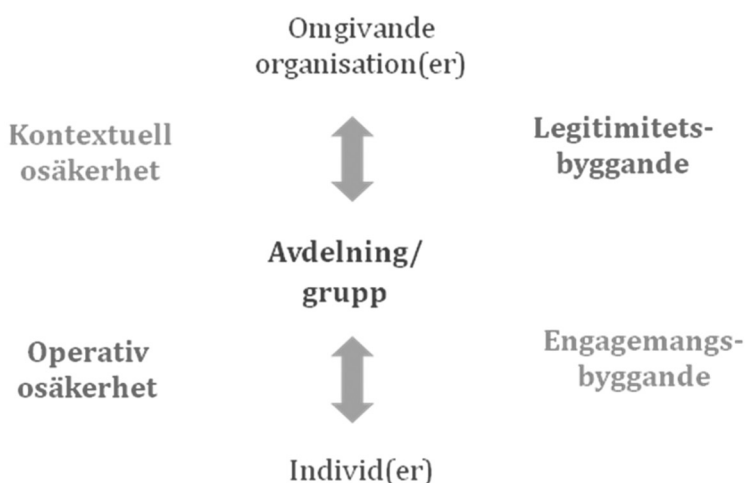 Omgivande
organisation(er)
Kontextuell
osäkerhet
Legitimitets-
byggande
Avdelning/
grupp
Operativ
osäkerhet
Engagemangs-
byggande
Individ(er)